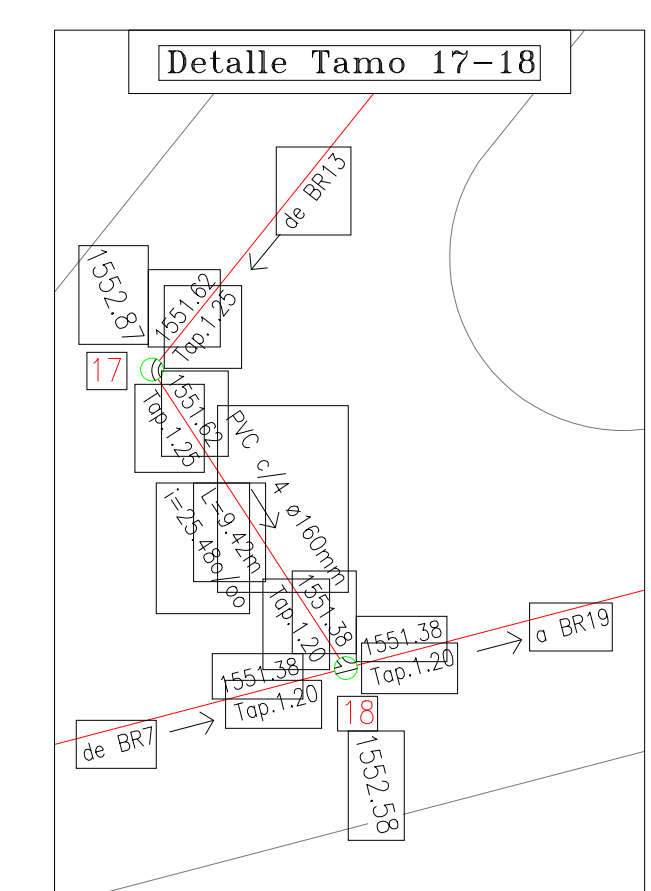 Detalle Tamo 17-18
de BR13
1552.87
1551.62
Tap.1.25
17
1551.62
Tap.1.25
PVC c/4 ø160mm
L=9.42m
i=25.48o/oo
1551.38
Tap.1.20
a BR19
1551.38
Tap.1.20
1551.38
Tap.1.20
18
de BR7
1552.58